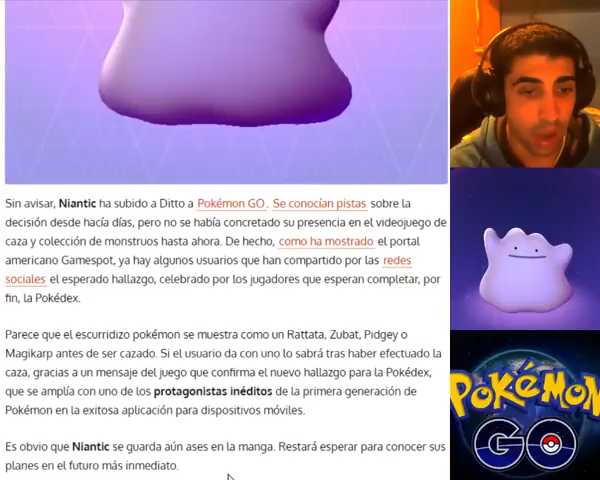 Sin avisar, Niantic ha subido a Ditto a Pokémon GO. Se conocían pistas sobre la
decisión desde hacía días, pero no se había concretado su presencia en el videojuego de
caza y colección de monstruos hasta ahora. De hecho, como ha mostrado el portal
americano Gamespot, ya hay algunos usuarios que han compartido por las redes
sociales el esperado hallazgo, celebrado por los jugadores que esperan completar, por
fin, la Pokédex.
Parece que el escurridizo pokémon se muestra como un Rattata, Zubat, Pidgey o
Magikarp antes de ser cazado. Si el usuario da con uno lo sabrá tras haber efectuado la
caza, gracias a un mensaje del juego que confirma el nuevo hallazgo para la Pokédex,
que se amplía con uno de los protagonistas inéditos de la primera generación de
Pokémon en la exitosa aplicación para dispositivos móviles.
Es obvio que Niantic se guarda aún ases en la manga. Restará esperar para conocer sus
planes en el futuro más inmediato.
POKéMON
GO